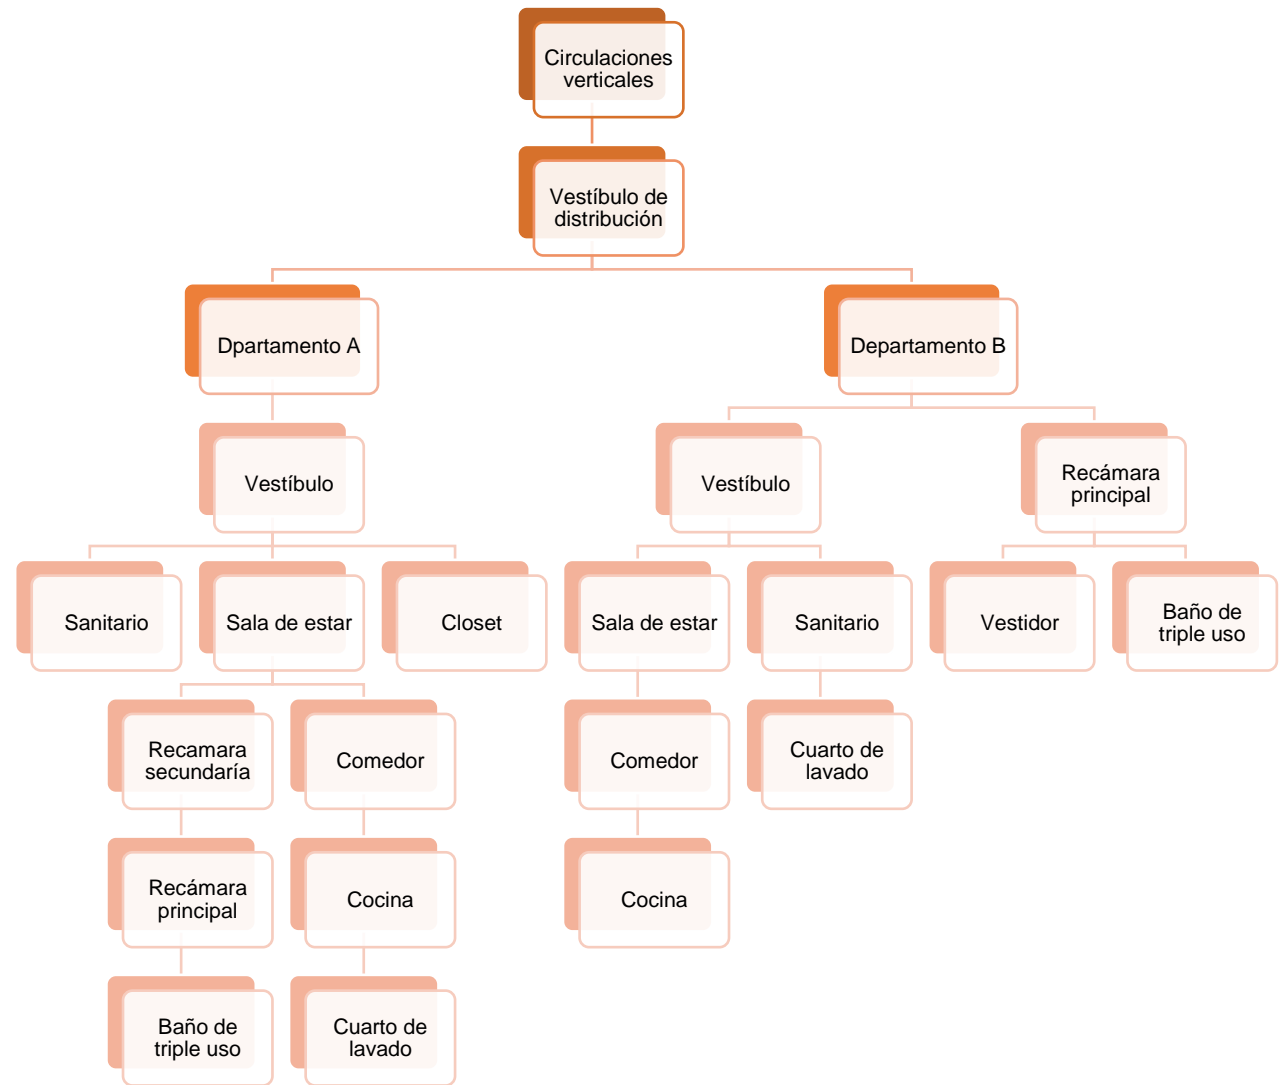 Circulaciones
verticales
Vestíbulo de
distribución
Dpartamento A
Departamento B
Vestíbulo
Vestíbulo
Recámara
principal
Sanitario
Sala de estar
Closet
Sala de estar
Sanitario
Vestidor
Baño de
triple uso
Recamara
secundaría
Comedor
Comedor
Cuarto de
lavado
Recámara
principal
Cocina
Cocina
Baño de
triple uso
Cuarto de
lavado